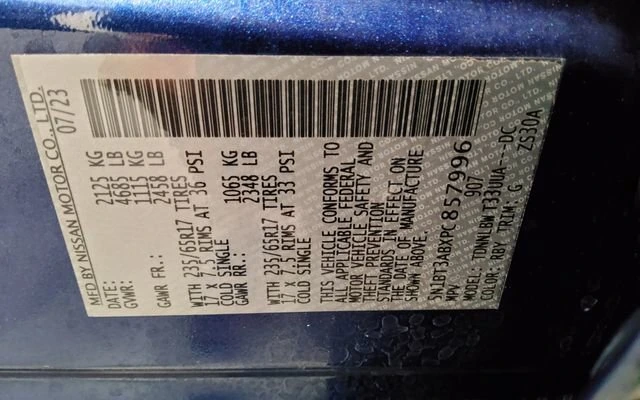 MFD BY NISSAN MOTOR CO., LTD.
DATE: 07/23
GVWR: 2125 KG
4685 LB
GAWR FR.: 1115 KG
2458 LB
WITH 235/65R17 TIRES
17 X 7.5 RIMS AT 36 PSI
COLD SINGLE
GAWR RR.: 1065 KG
2348 LB
WITH 235/65R17 TIRES
17 X 7.5 RIMS AT 33 PSI
COLD SINGLE
THIS VEHICLE CONFORMS TO
ALL APPLICABLE FEDERAL
MOTOR VEHICLE SAFETY AND
THEFT PREVENTION
STANDARDS IN EFFECT ON
THE DATE OF MANUFACTURE
SHOWN ABOVE.
5N1BT3ABXPC857996
MPV 907
MODEL: TDNNLBWT33UUA---DC
COLOR: RBY TRIM: G ZS30A